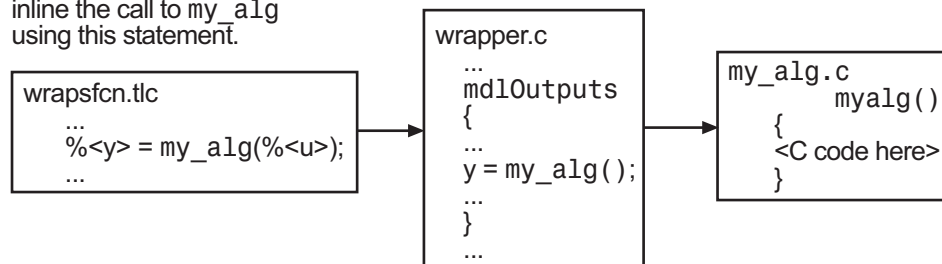 inline the call to my_alg
using this statement.
wrapsfcn.tlc
...
%<y> = my_alg(%<u>);
...
wrapper.c
...
mdlOutputs
{
...
y = my_alg();
...
}
...
my_alg.c
myalg()
{
<C code here>
}